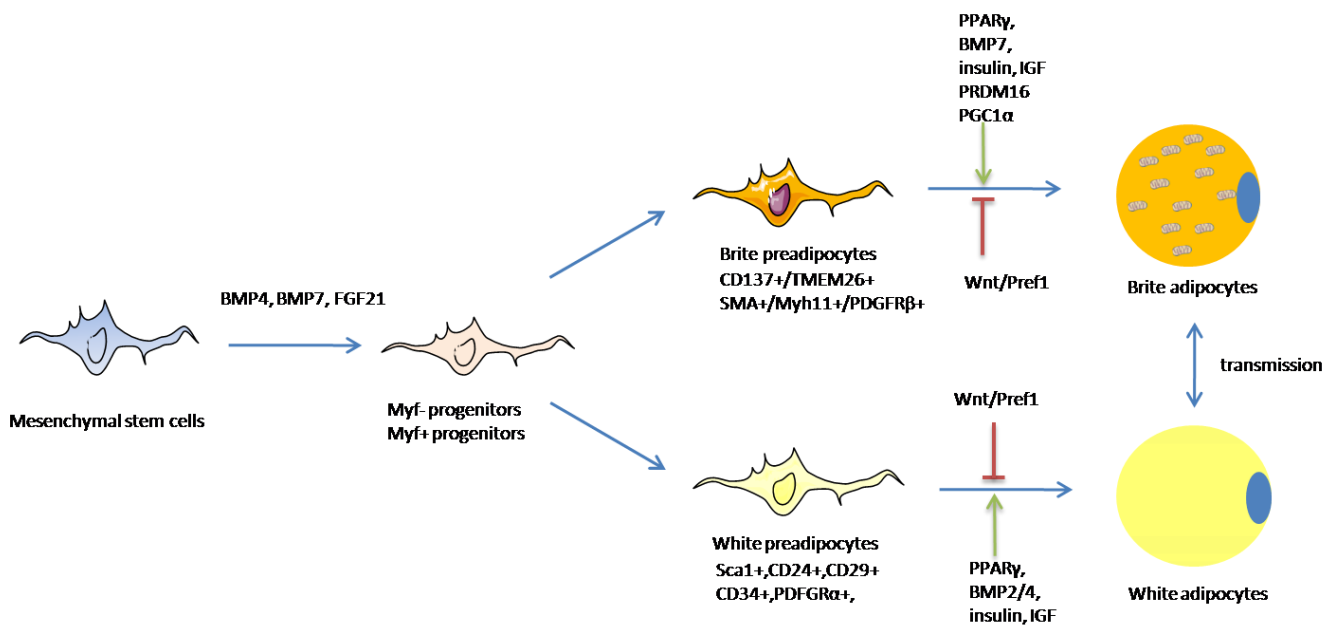 PPARγ,
BMP7,
insulin, IGF
PRDM16
PGC1α
Brite preadipocytes
CD137+/TMEM26+
SMA+/Myh11+/PDGFRβ+
Wnt/Pref1
Brite adipocytes
BMP4, BMP7, FGF21
transmission
Mesenchymal stem cells
Myf- progenitors
Myf+ progenitors
Wnt/Pref1
White preadipocytes
Sca1+,CD24+,CD29+
CD34+,PDFGRα+,
PPARγ,
BMP2/4,
insulin, IGF
White adipocytes